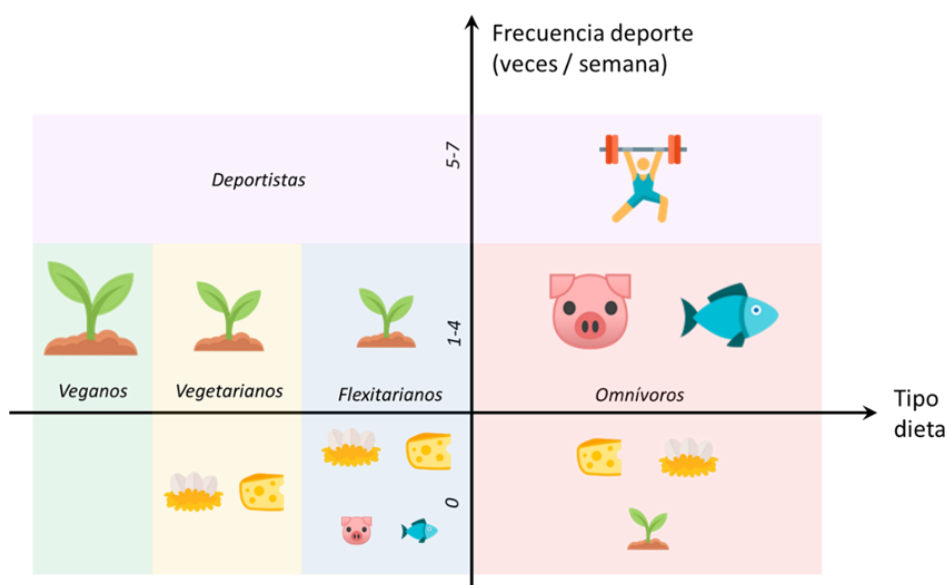 Frecuencia deporte
(veces / semana)
5-7
Deportistas
1-4
Veganos
Vegetarianos
Flexitarianos
Omnívoros
Tipo
dieta
0